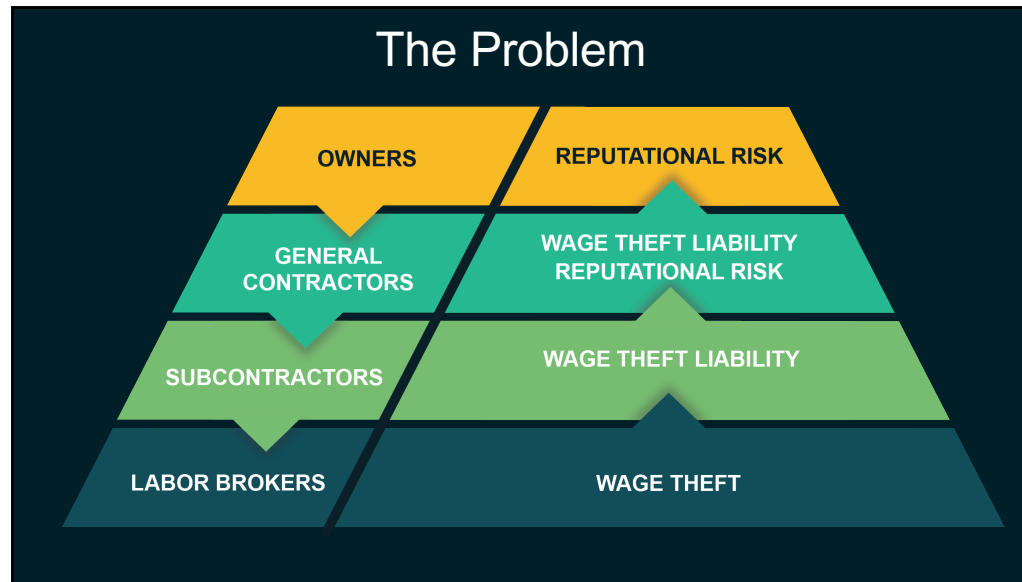 The Problem
OWNERS
REPUTATIONAL RISK
GENERAL
CONTRACTORS
WAGE THEFT LIABILITY
REPUTATIONAL RISK
SUBCONTRACTORS
WAGE THEFT LIABILITY
LABOR BROKERS
WAGE THEFT